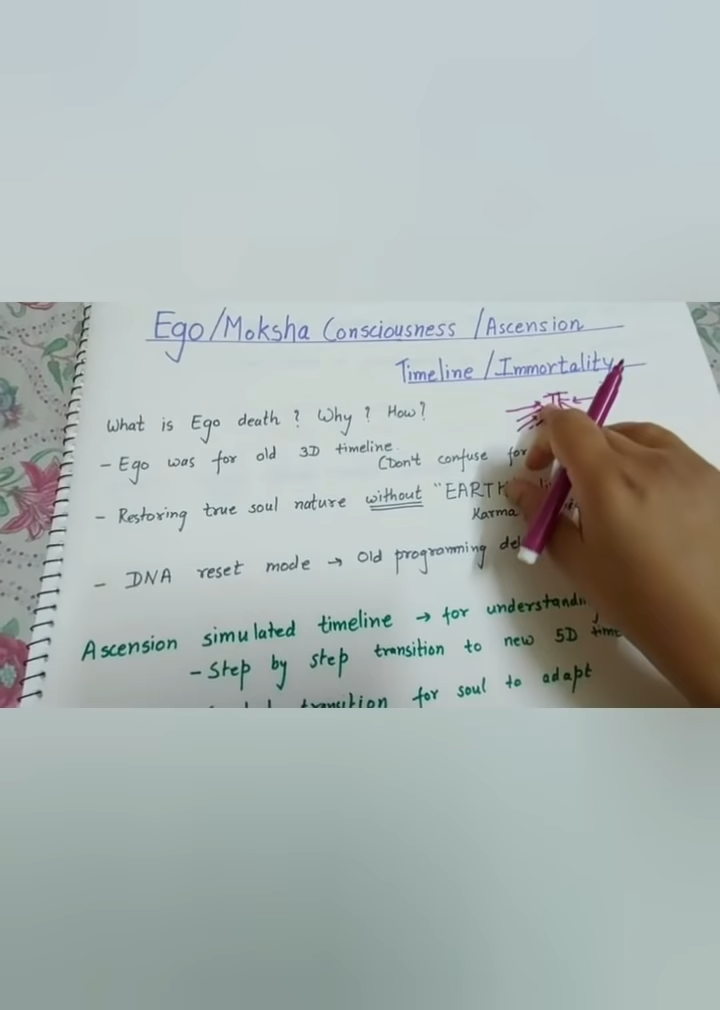 Ego/Moksha Consciousness /Ascension
Timeline /Immortality
What is Ego death ? Why ? How?
- Ego was for old 3D timeline
(Don't confuse for
- Restoring true soul nature without "EARTH"
Karma
- DNA reset mode → Old programming
Ascension simulated timeline → for
- Step by step transition to new 5D
transition for soul to adapt